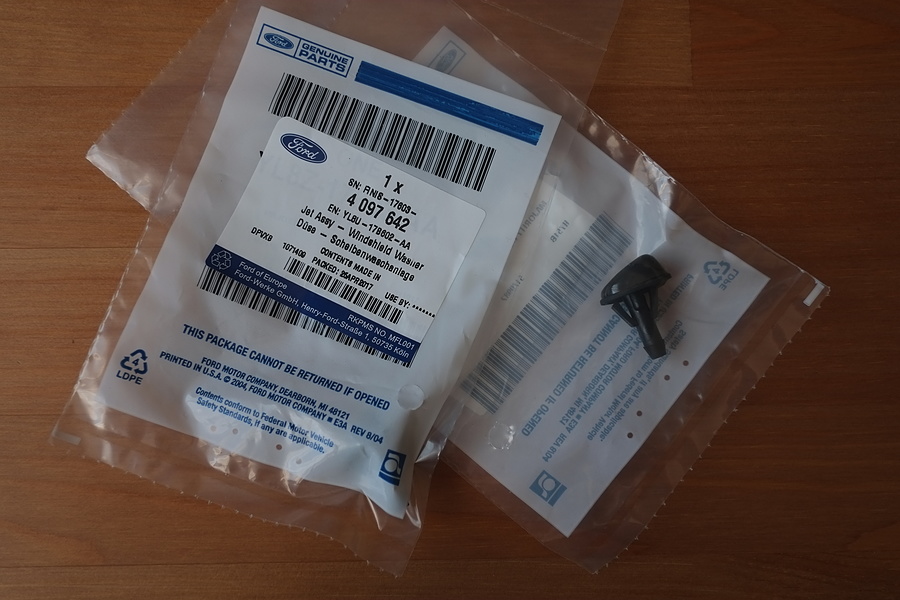 Ford
GENUINE
PARTS
Ford
1 X
4 097 642
EN: YL8U-17B602-AA
Jet Assy - Windshield Washer
Düse - Scheibenwaschanlage
DPVXB 1071409
CONTENTS MADE IN
PACKED: 25APR2017
USE BY: *******
Ford of Europe
RKPMS NO. MFL001
Ford-Werke GmbH, Henry-Ford-Straße 1, 50735 Köln
THIS PACKAGE CANNOT BE RETURNED IF OPENED
4
LDPE
FORD MOTOR COMPANY, DEARBORN, MI 48121
PRINTED IN U.S.A. © 2004, FORD MOTOR COMPANY ■ E3A REV 8/04
Contents conform to Federal Motor Vehicle
Safety Standards, if any are applicable.